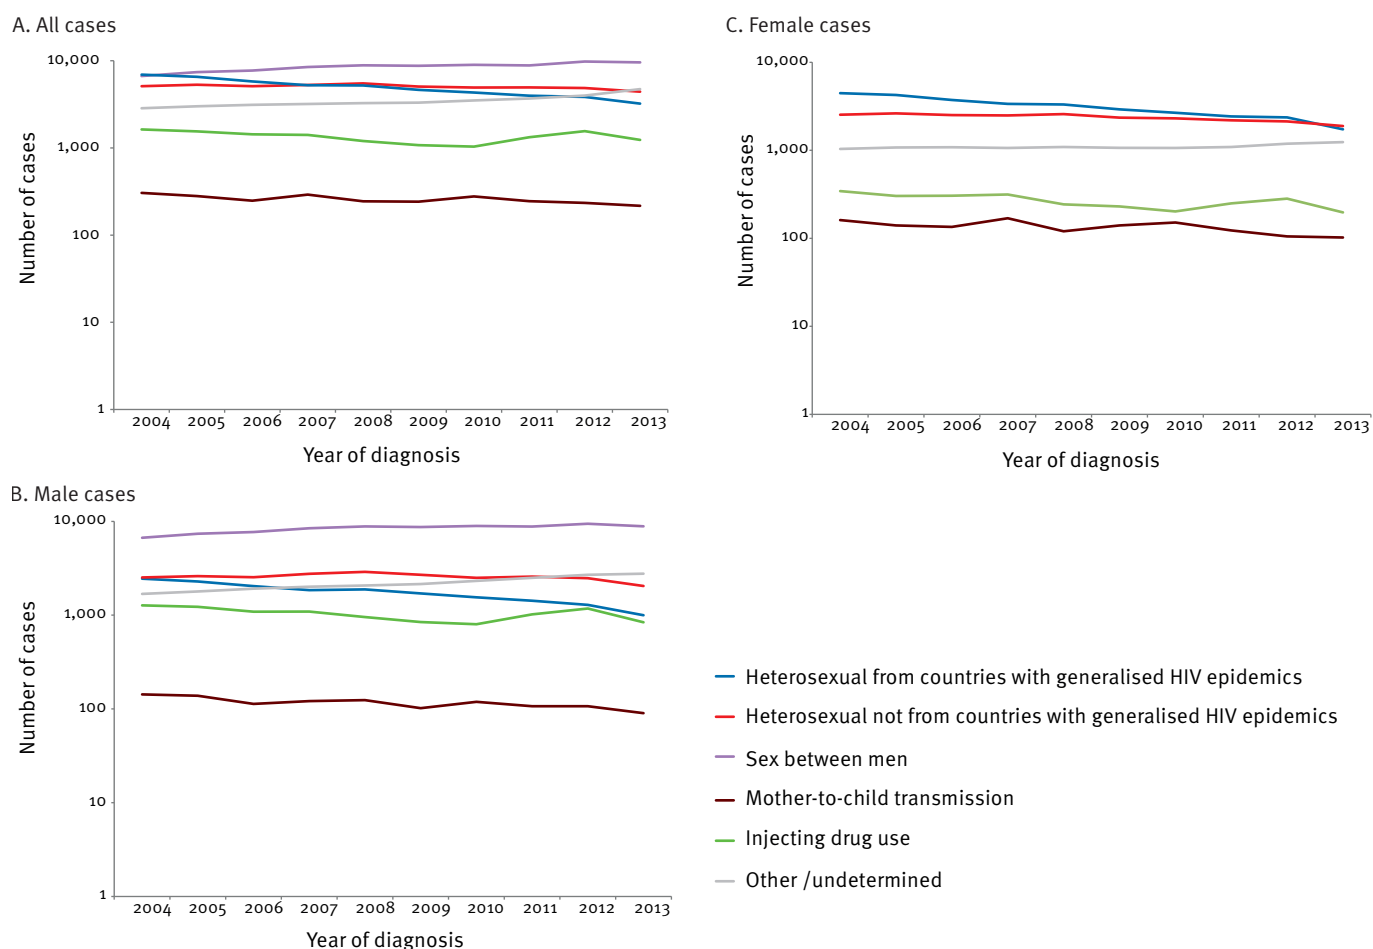 A. All cases
10,000
1,000
100
10
1
Number of cases
2004 2005 2006 2007 2008 2009 2010 2011 2012 2013
Year of diagnosis
B. Male cases
10,000
1,000
100
10
1
Number of cases
2004 2005 2006 2007 2008 2009 2010 2011 2012 2013
Year of diagnosis
C. Female cases
10,000
1,000
100
10
1
Number of cases
2004 2005 2006 2007 2008 2009 2010 2011 2012 2013
Year of diagnosis
Heterosexual from countries with generalised HIV epidemics
Heterosexual not from countries with generalised HIV epidemics
Sex between men
Mother-to-child transmission
Injecting drug use
Other /undetermined